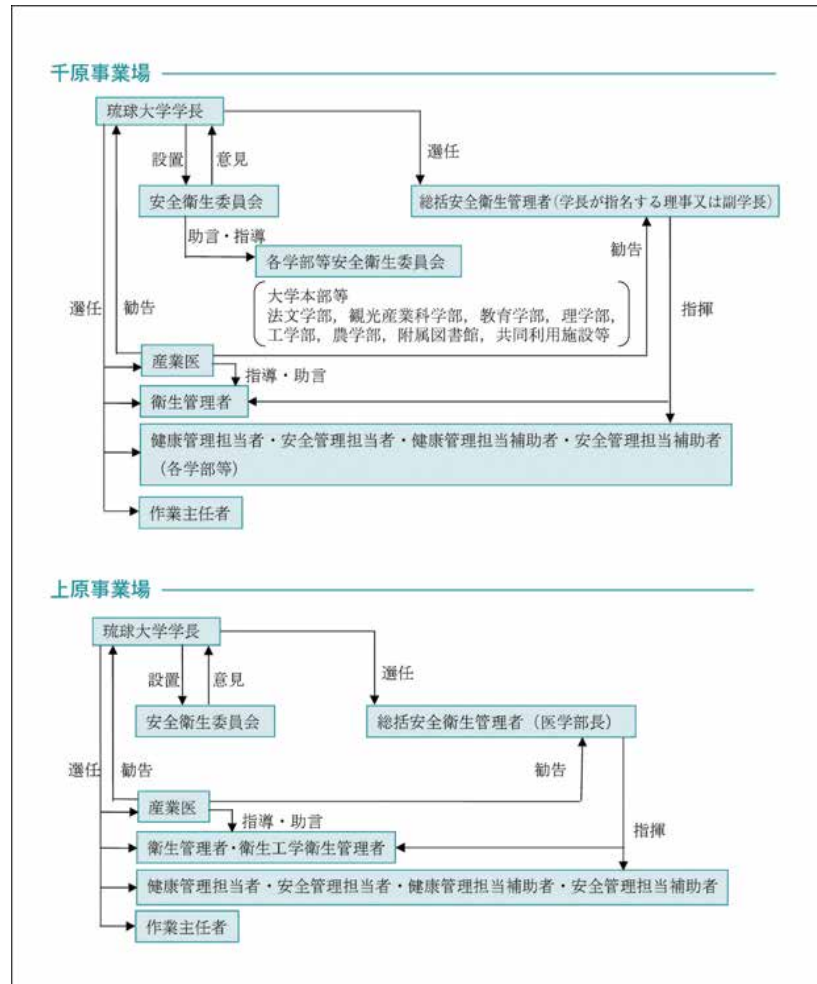 千原事業場
琉球大学学長
選任
設置
意見
安全衛生委員会
総括安全衛生管理者(学長が指名する理事又は副学長)
助言・指導
勧告
各学部等安全衛生委員会
大学本部等
法文学部，観光産業科学部，教育学部，理学部，
工学部，農学部，附属図書館，共同利用施設等
選任
勧告
指揮
産業医
指導・助言
衛生管理者
健康管理担当者・安全管理担当者・健康管理担当補助者・安全管理担当補助者
（各学部等）
作業主任者
上原事業場
琉球大学学長
選任
設置
意見
安全衛生委員会
総括安全衛生管理者（医学部長）
選任
勧告
勧告
産業医
指導・助言
指揮
衛生管理者・衛生工学衛生管理者
健康管理担当者・安全管理担当者・健康管理担当補助者・安全管理担当補助者
作業主任者